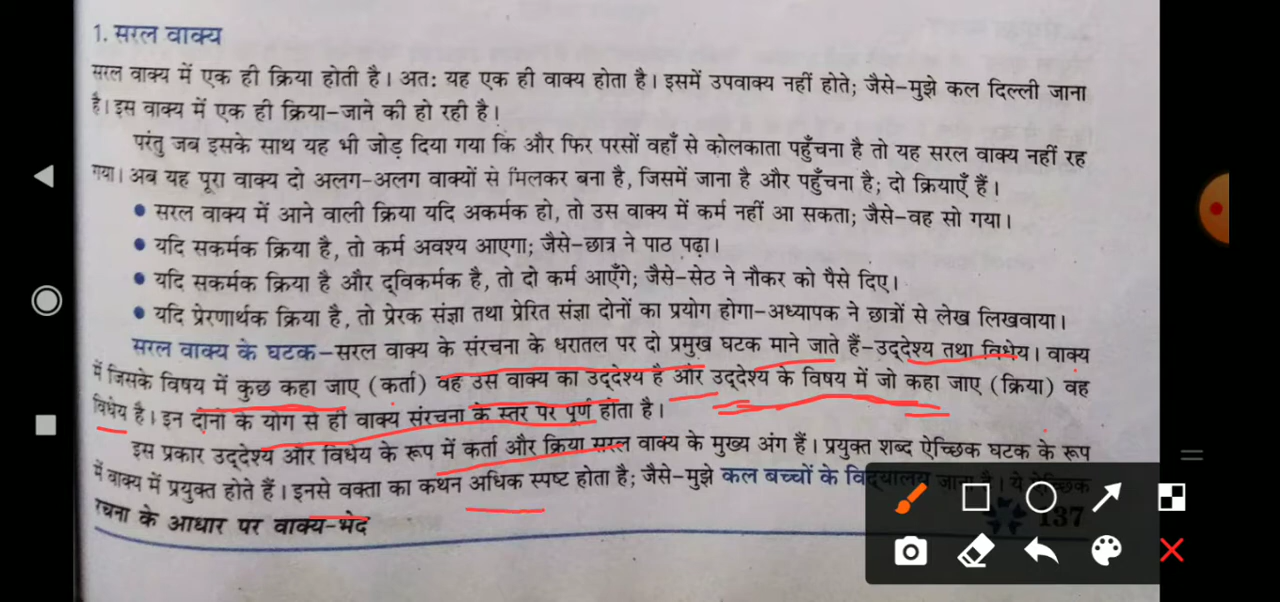 1. सरल वाक्य
सरल वाक्य में एक ही क्रिया होती है। अतः यह एक ही वाक्य होता है। इसमें उपवाक्य नहीं होते; जैसे-मुझे कल दिल्ली जाना
है। इस वाक्य में एक ही क्रिया-जाने की हो रही है।
परंतु जब इसके साथ यह भी जोड़ दिया गया कि और फिर परसों वहाँ से कोलकाता पहुँचना है तो यह सरल वाक्य नहीं रह
गया। अब यह पूरा वाक्य दो अलग-अलग वाक्यों से मिलकर बना है, जिसमें जाना है और पहुँचना है; दो क्रियाएँ हैं।
• सरल वाक्य में आने वाली क्रिया यदि अकर्मक हो, तो उस वाक्य में कर्म नहीं आ सकता; जैसे-वह सो गया।
• यदि सकर्मक क्रिया है, तो कर्म अवश्य आएगा; जैसे-छात्र ने पाठ पढ़ा।
• यदि सकर्मक क्रिया है और द्विकर्मक है, तो दो कर्म आएँगे; जैसे-सेठ ने नौकर को पैसे दिए।
• यदि प्रेरणार्थक क्रिया है, तो प्रेरक संज्ञा तथा प्रेरित संज्ञा दोनों का प्रयोग होगा-अध्यापक ने छात्रों से लेख लिखवाया।
सरल वाक्य के घटक-सरल वाक्य के संरचना के धरातल पर दो प्रमुख घटक माने जाते हैं-उद्देश्य तथा विधेय। वाक्य
में जिसके विषय में कुछ कहा जाए (कर्ता) वह उस वाक्य का उद्देश्य है और उद्देश्य के विषय में जो कहा जाए (क्रिया) वह
विधेय है। इन दोनों के योग से ही वाक्य संरचना के स्तर पर पूर्ण होता है।
इस प्रकार उद्देश्य और विधेय के रूप में कर्ता और क्रिया सरल वाक्य के मुख्य अंग हैं। प्रयुक्त शब्द ऐच्छिक घटक के रूप
में वाक्य में प्रयुक्त होते हैं। इनसे वक्ता का कथन अधिक स्पष्ट होता है; जैसे-मुझे कल बच्चों के विद्यालय जाना है। ये ऐच्छिक
रचना के आधार पर वाक्य-भेद
137